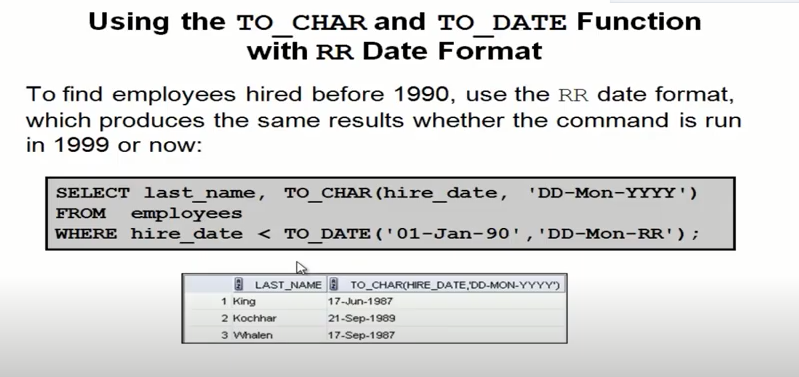 Using the TO_CHAR and TO_DATE Function
with RR Date Format
To find employees hired before 1990, use the RR date format,
which produces the same results whether the command is run
in 1999 or now:
SELECT last_name, TO_CHAR(hire_date, 'DD-Mon-YYYY')
FROM employees
WHERE hire_date < TO_DATE('01-Jan-90','DD-Mon-RR');
LAST_NAME TO_CHAR(HIRE_DATE,'DD-MON-YYYY')
1 King 17-Jun-1987
2 Kochhar 21-Sep-1989
3 Whalen 17-Sep-1987